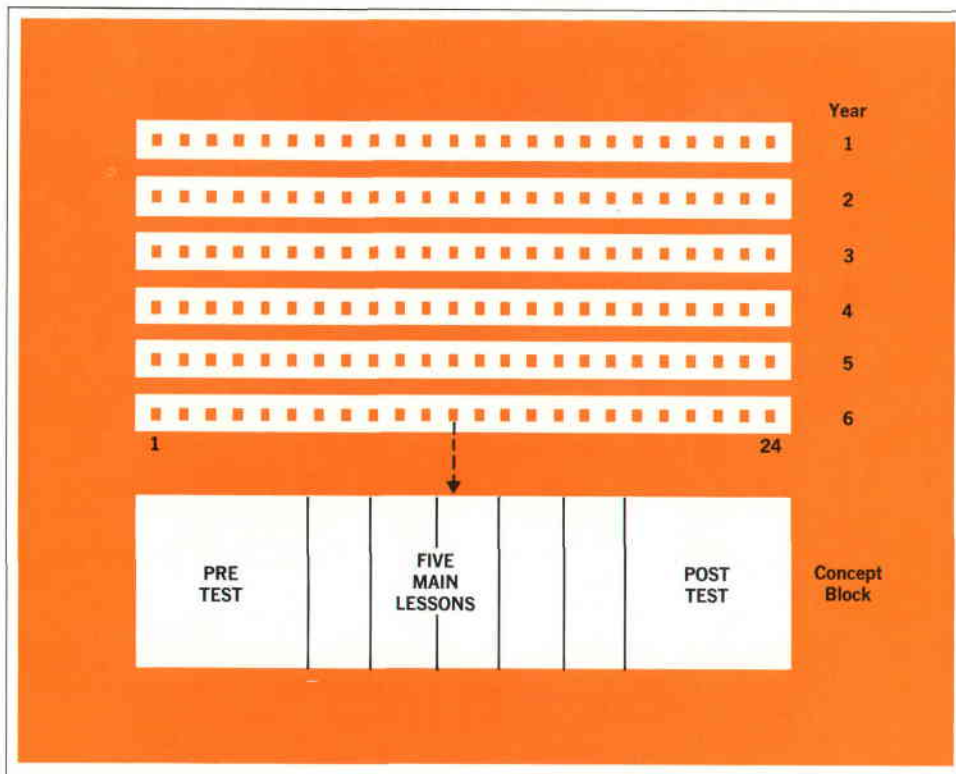 Year
1
2
3
4
5
6
1 24
PRE
TEST
FIVE
MAIN
LESSONS
POST
TEST
Concept
Block